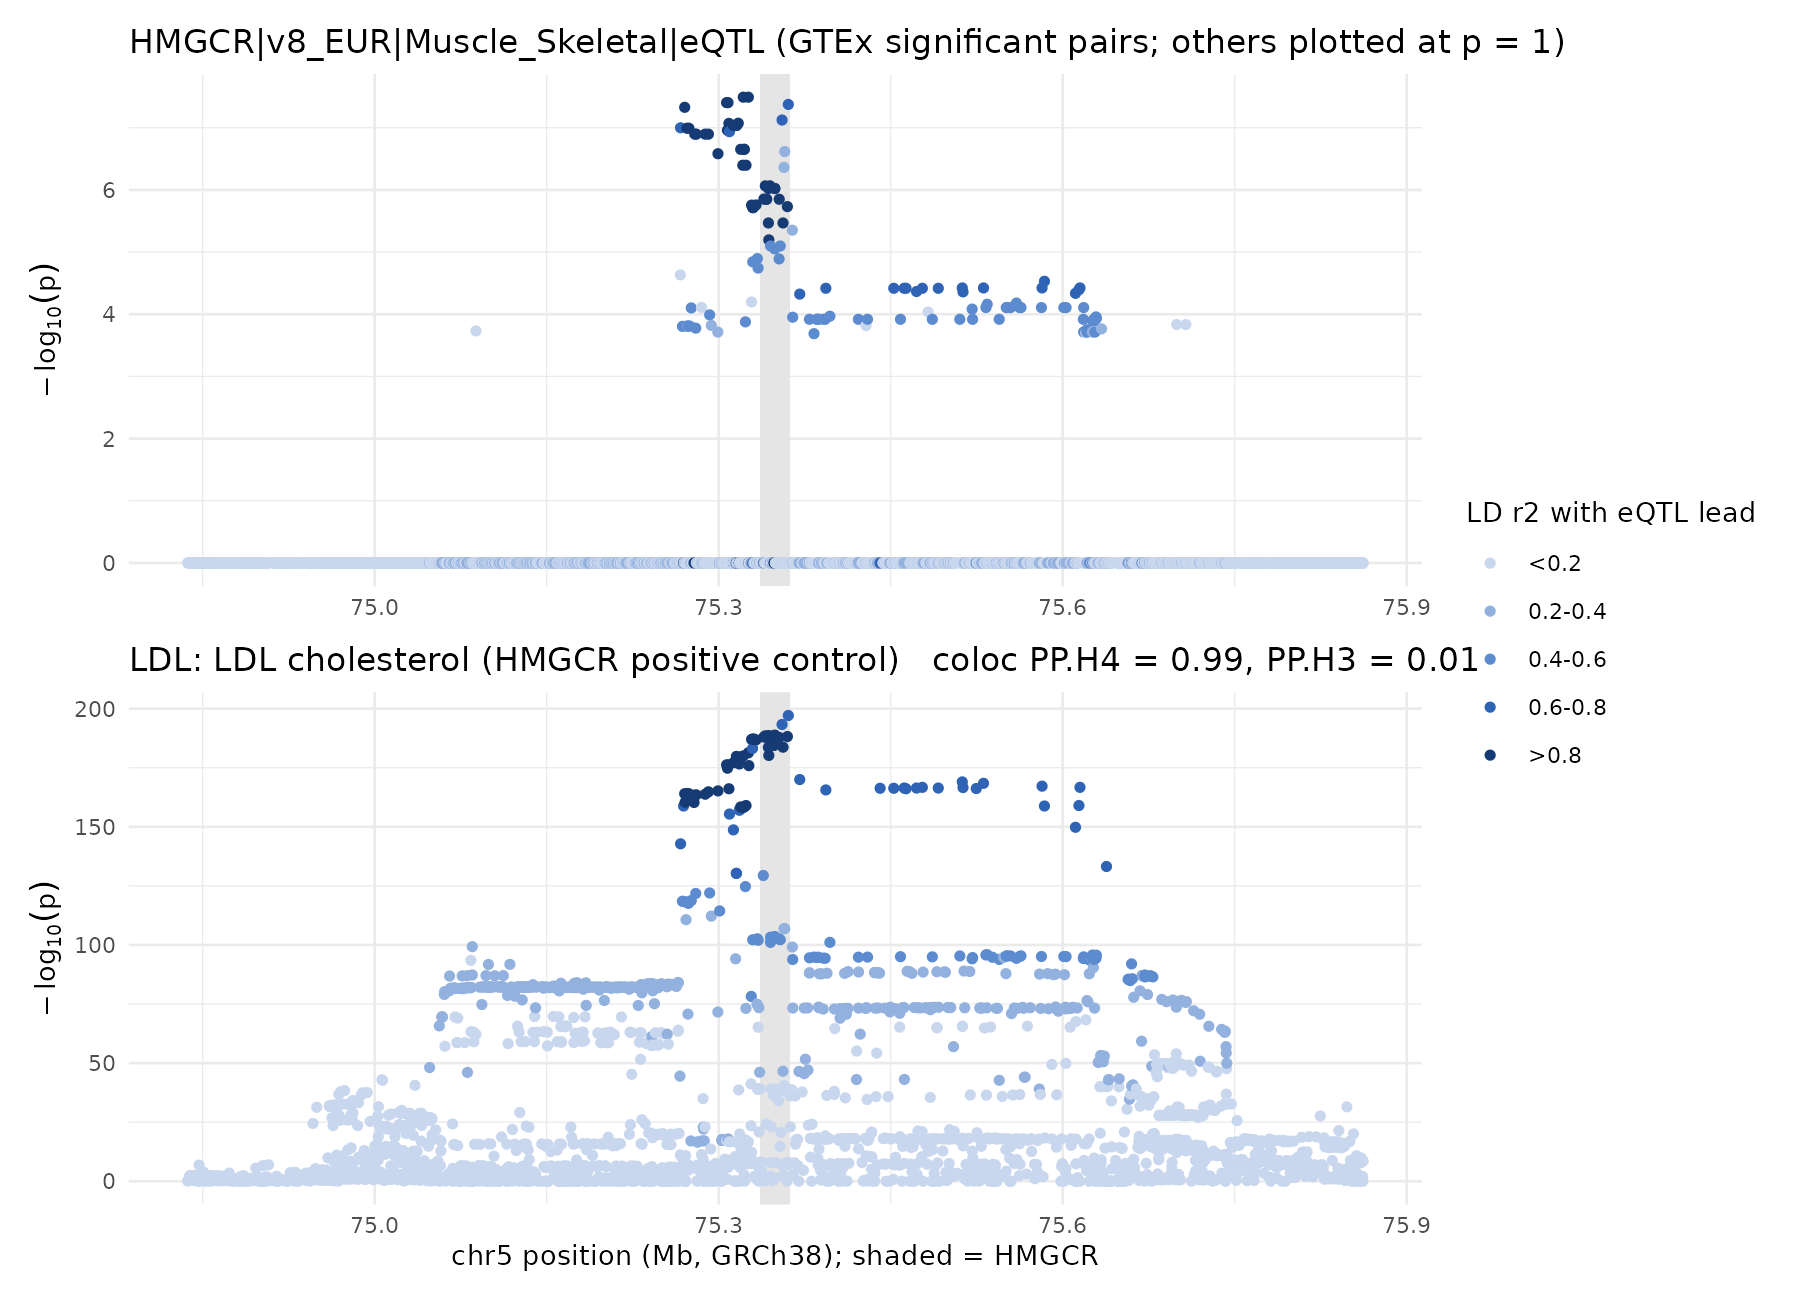 HMGCR|v8_EUR|Muscle_Skeletal|eQTL (GTEx significant pairs; others plotted at p = 1)
−log10(p)
6
4
2
0
75.0 75.3 75.6 75.9
LDL: LDL cholesterol (HMGCR positive control) coloc PP.H4 = 0.99, PP.H3 = 0.01
−log10(p)
200
150
100
50
0
75.0 75.3 75.6 75.9
chr5 position (Mb, GRCh38); shaded = HMGCR
LD r2 with eQTL lead
<0.2
0.2-0.4
0.4-0.6
0.6-0.8
>0.8